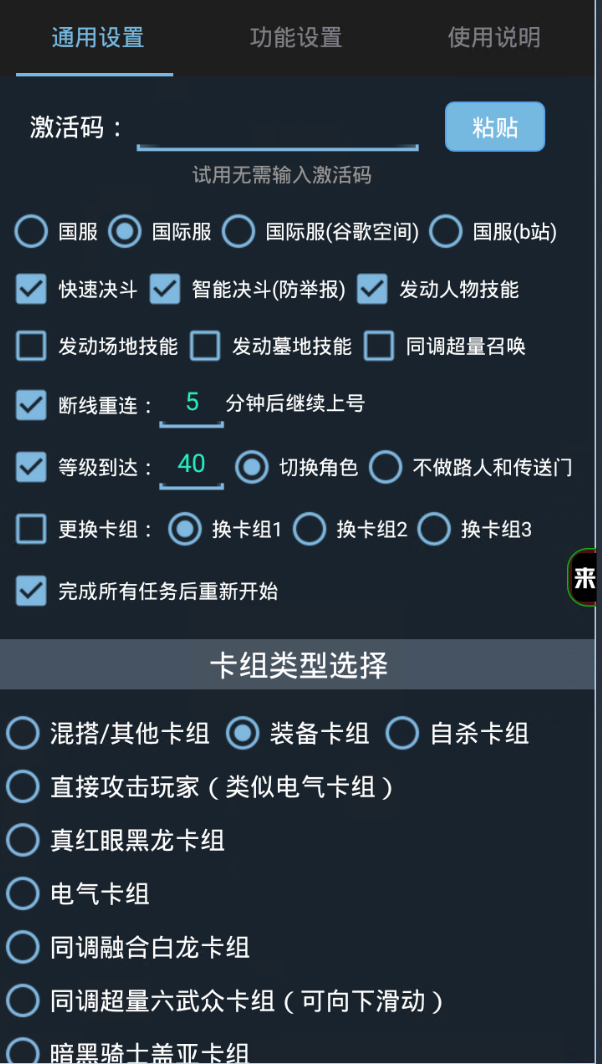 通用设置 功能设置 使用说明
激活码： 粘贴
试用无需输入激活码
国服 国际服 国际服(谷歌空间) 国服(b站)
快速决斗 智能决斗(防举报) 发动人物技能
发动场地技能 发动墓地技能 同调超量召唤
断线重连： 5 分钟后继续上号
等级到达： 40 切换角色 不做路人和传送门
更换卡组： 换卡组1 换卡组2 换卡组3
完成所有任务后重新开始
来
卡组类型选择
混搭/其他卡组 装备卡组 自杀卡组
直接攻击玩家（类似电气卡组）
真红眼黑龙卡组
电气卡组
同调融合白龙卡组
同调超量六武众卡组（可向下滑动）
暗黑骑士盖亚卡组